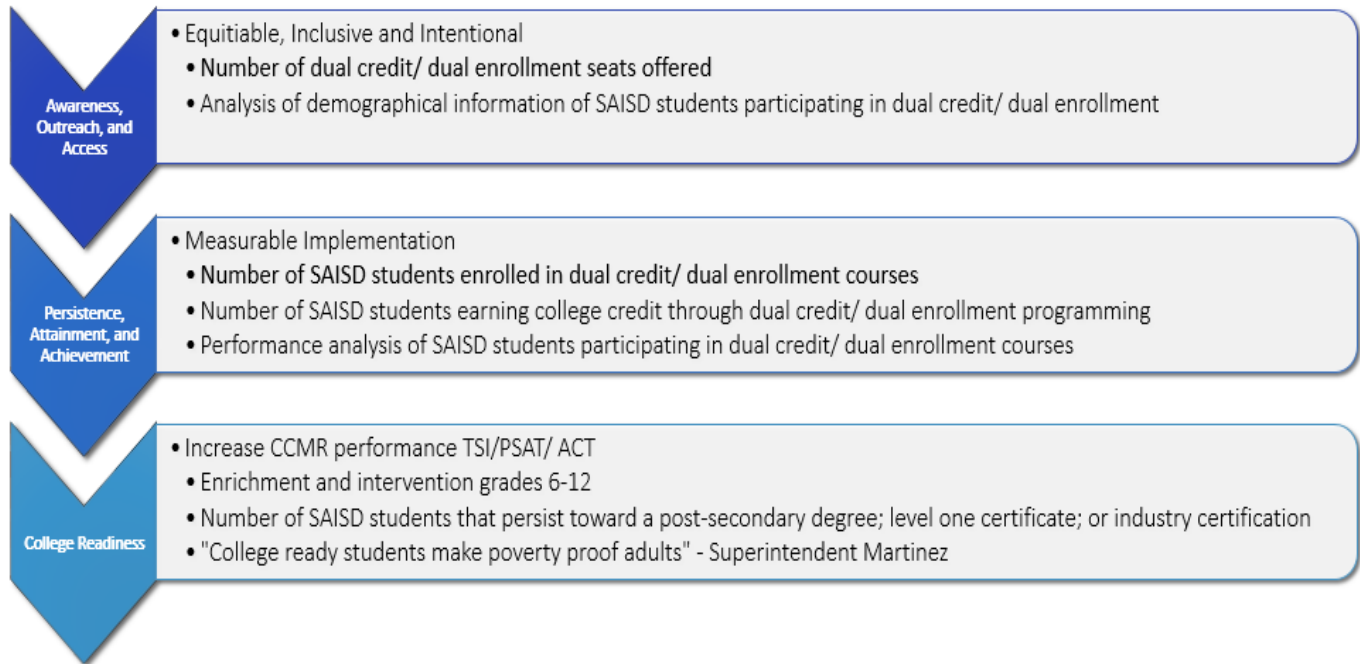 Awareness,
Outreach, and
Access
• Equitiable, Inclusive and Intentional
• Number of dual credit/ dual enrollment seats offered
• Analysis of demographical information of SAISD students participating in dual credit/ dual enrollment
Persistence,
Attainment, and
Achievement
• Measurable Implementation
• Number of SAISD students enrolled in dual credit/ dual enrollment courses
• Number of SAISD students earning college credit through dual credit/ dual enrollment programming
• Performance analysis of SAISD students participating in dual credit/ dual enrollment courses
College Readiness
• Increase CCMR performance TSI/PSAT/ ACT
• Enrichment and intervention grades 6-12
• Number of SAISD students that persist toward a post-secondary degree; level one certificate; or industry certification
• "College ready students make poverty proof adults" - Superintendent Martinez